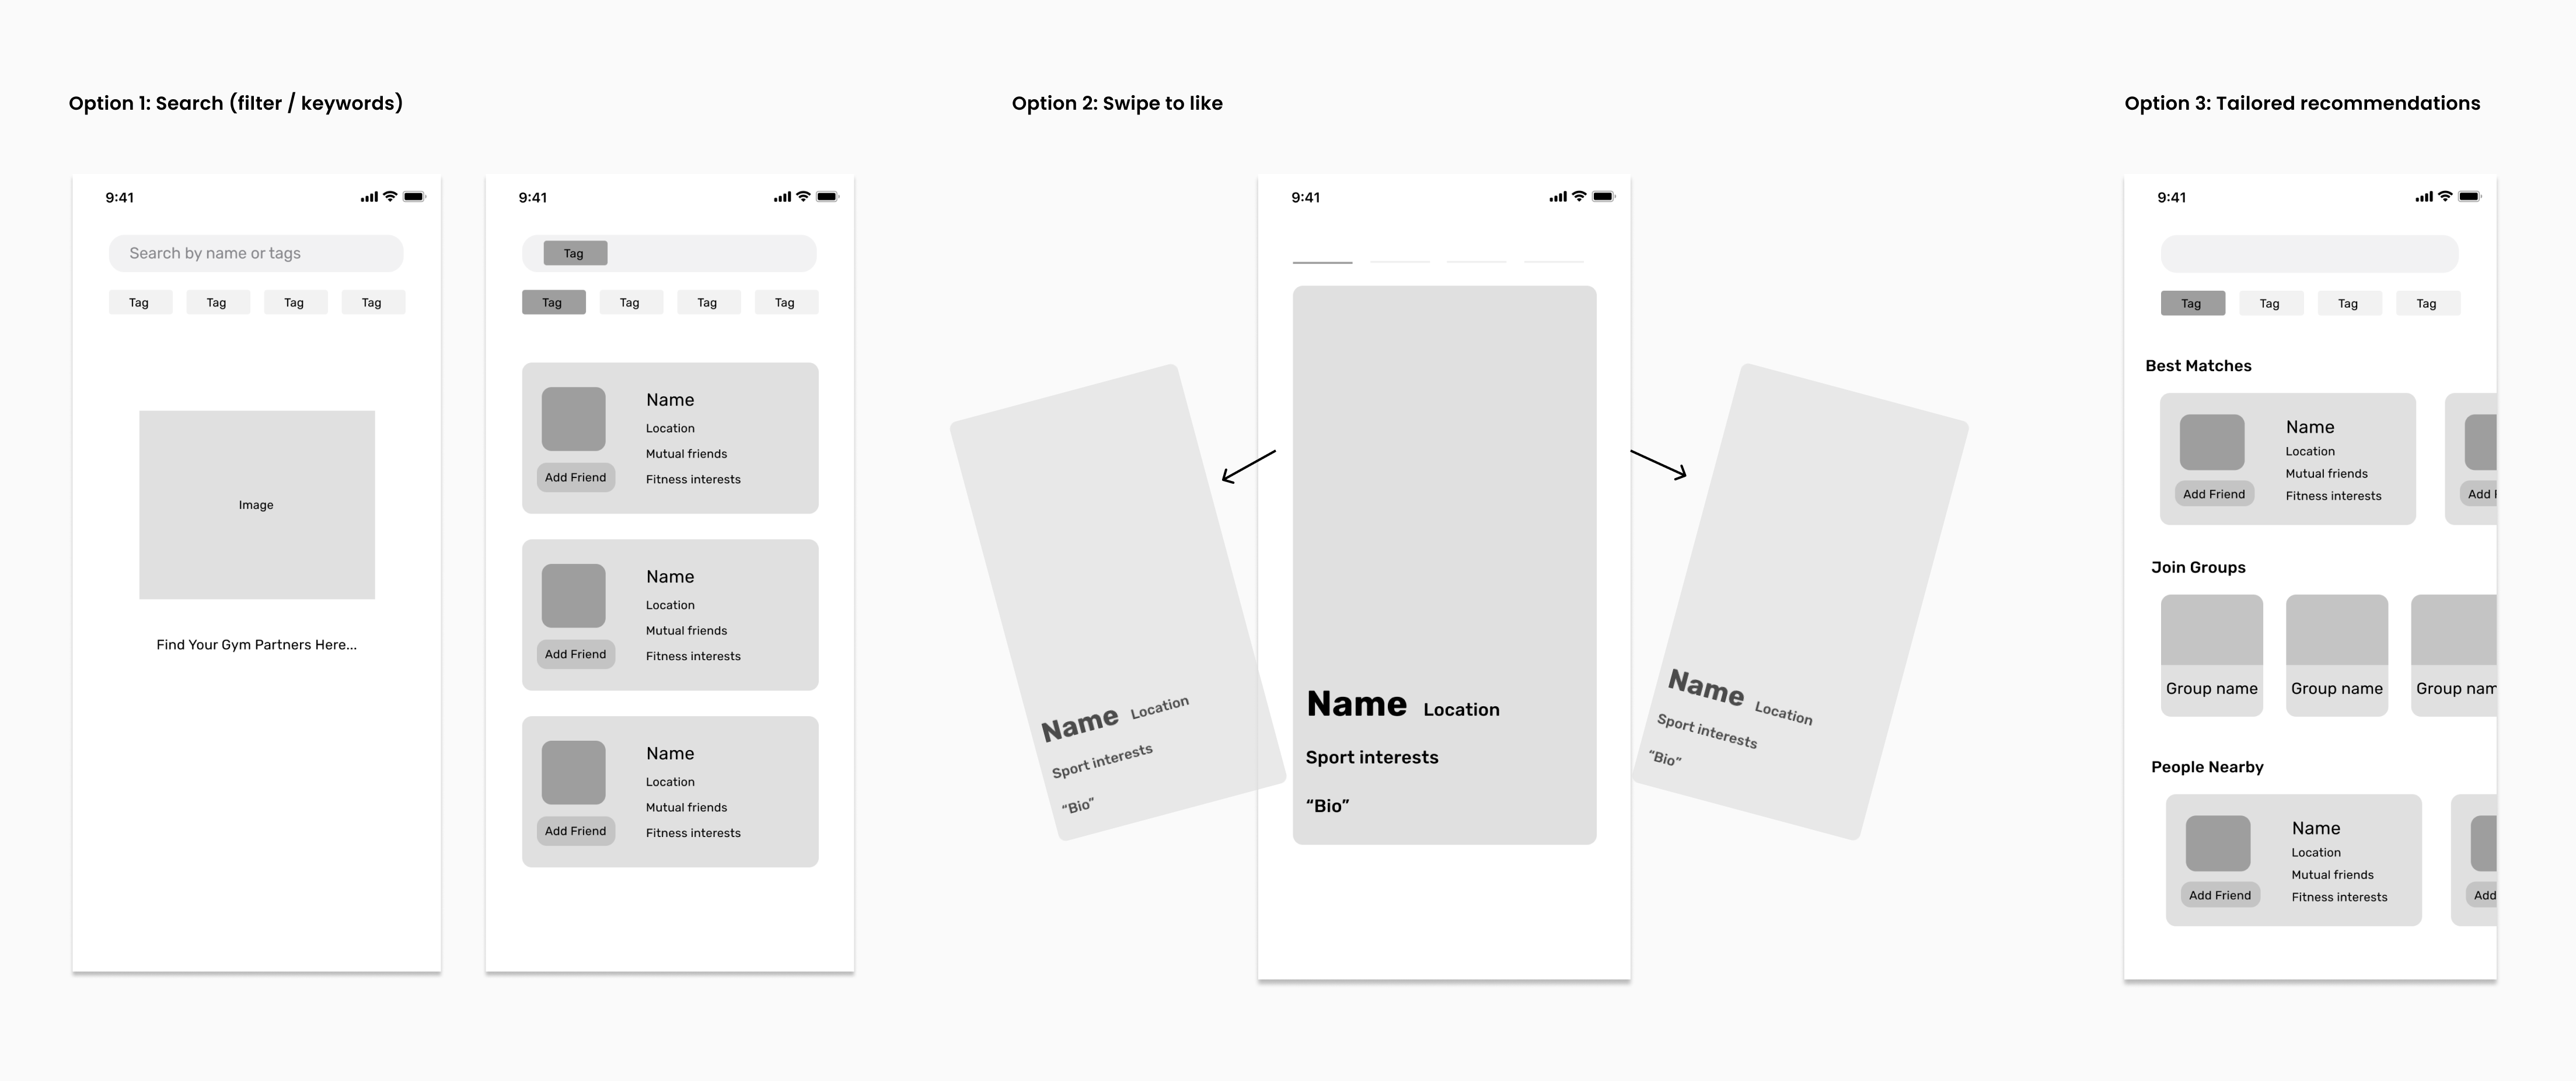 Option 1: Search (filter / keywords)
9:41
Search by name or tags
Tag Tag Tag Tag
Image
Find Your Gym Partners Here...
9:41
Tag
Tag Tag Tag Tag
Name
Location
Mutual friends
Add Friend
Fitness interests
Name
Location
Mutual friends
Add Friend
Fitness interests
Name
Location
Mutual friends
Add Friend
Fitness interests
Option 2: Swipe to like
Name Location
Sport interests
“Bio”
9:41
Name Location
Sport interests
“Bio”
Name Location
Sport interests
“Bio”
Option 3: Tailored recommendations
9:41
Tag Tag Tag Tag
Best Matches
Name
Location
Mutual friends
Add Friend
Fitness interests
Add F
Join Groups
Group name Group name Group nam
People Nearby
Name
Location
Mutual friends
Add Friend
Fitness interests
Add